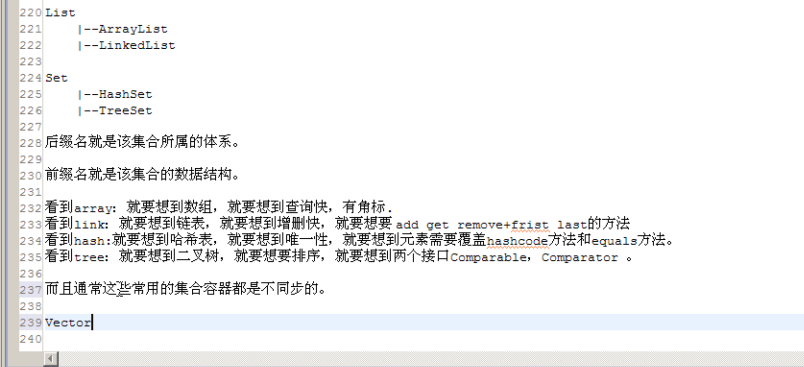 220 List
221 |--ArrayList
222 |--LinkedList
223
224 Set
225 |--HashSet
226 |--TreeSet
227
228 后缀名就是该集合所属的体系。
229
230 前缀名就是该集合的数据结构。
231
232 看到array：就要想到数组，就要想到查询快，有角标.
233 看到link：就要想到链表，就要想到增删快，就要想要 add get remove+frist last的方法
234 看到hash:就要想到哈希表，就要想到唯一性，就要想到元素需要覆盖hashcode方法和equals方法。
235 看到tree：就要想到二叉树，就要想要排序，就要想到两个接口Comparable，Comparator 。
236
237 而且通常这些常用的集合容器都是不同步的。
238
239 Vector
240